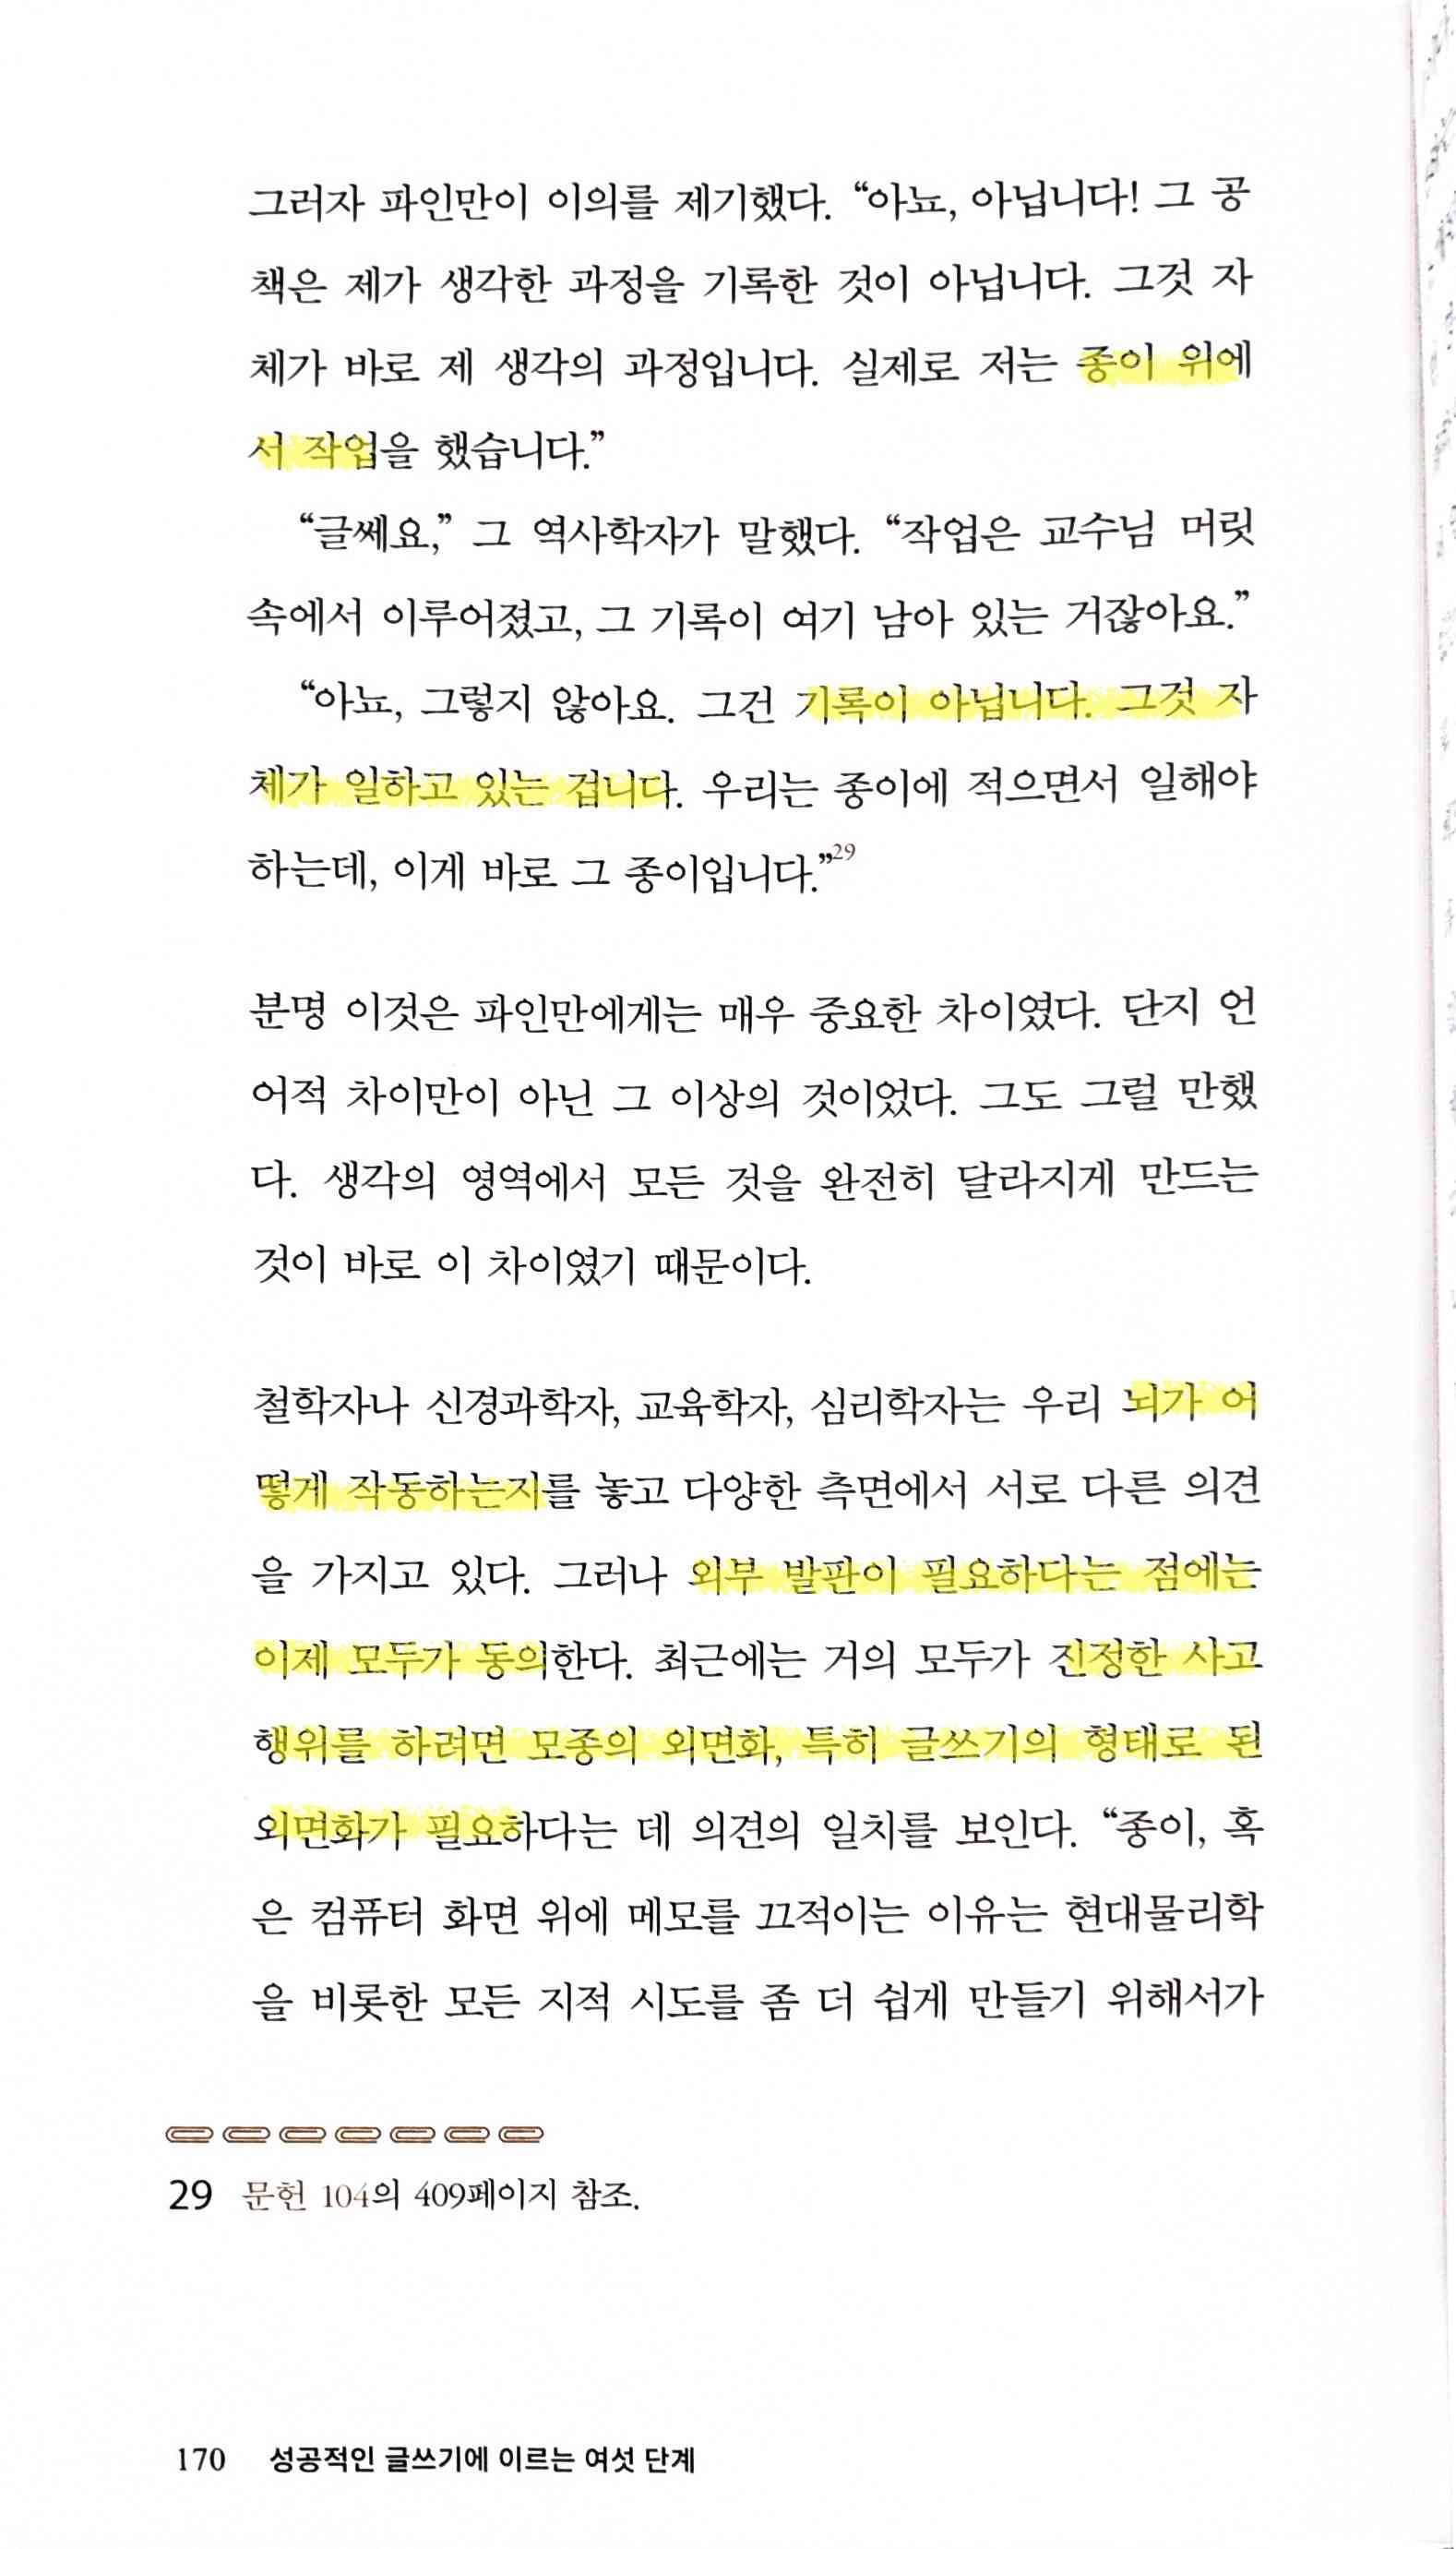 그러자 파인만이 이의를 제기했다. “아뇨, 아닙니다! 그 공
책은 제가 생각한 과정을 기록한 것이 아닙니다. 그것 자
체가 바로 제 생각의 과정입니다. 실제로 저는 종이 위에
서 작업을 했습니다.”
“글쎄요,” 그 역사학자가 말했다. “작업은 교수님 머릿
속에서 이루어졌고, 그 기록이 여기 남아 있는 거잖아요.”
“아뇨, 그렇지 않아요. 그건 기록이 아닙니다. 그것 자
체가 일하고 있는 겁니다. 우리는 종이에 적으면서 일해야
하는데, 이게 바로 그 종이입니다.”29
분명 이것은 파인만에게는 매우 중요한 차이였다. 단지 언
어적 차이만이 아닌 그 이상의 것이었다. 그도 그럴 만했
다. 생각의 영역에서 모든 것을 완전히 달라지게 만드는
것이 바로 이 차이였기 때문이다.
철학자나 신경과학자, 교육학자, 심리학자는 우리 뇌가 어
떻게 작동하는지를 놓고 다양한 측면에서 서로 다른 의견
을 가지고 있다. 그러나 외부 발판이 필요하다는 점에는
이제 모두가 동의한다. 최근에는 거의 모두가 진정한 사고
행위를 하려면 모종의 외면화, 특히 글쓰기의 형태로 된
외면화가 필요하다는 데 의견의 일치를 보인다. “종이, 혹
은 컴퓨터 화면 위에 메모를 끄적이는 이유는 현대물리학
을 비롯한 모든 지적 시도를 좀 더 쉽게 만들기 위해서가
29 문헌 104의 409페이지 참조.
170 성공적인 글쓰기에 이르는 여섯 단계